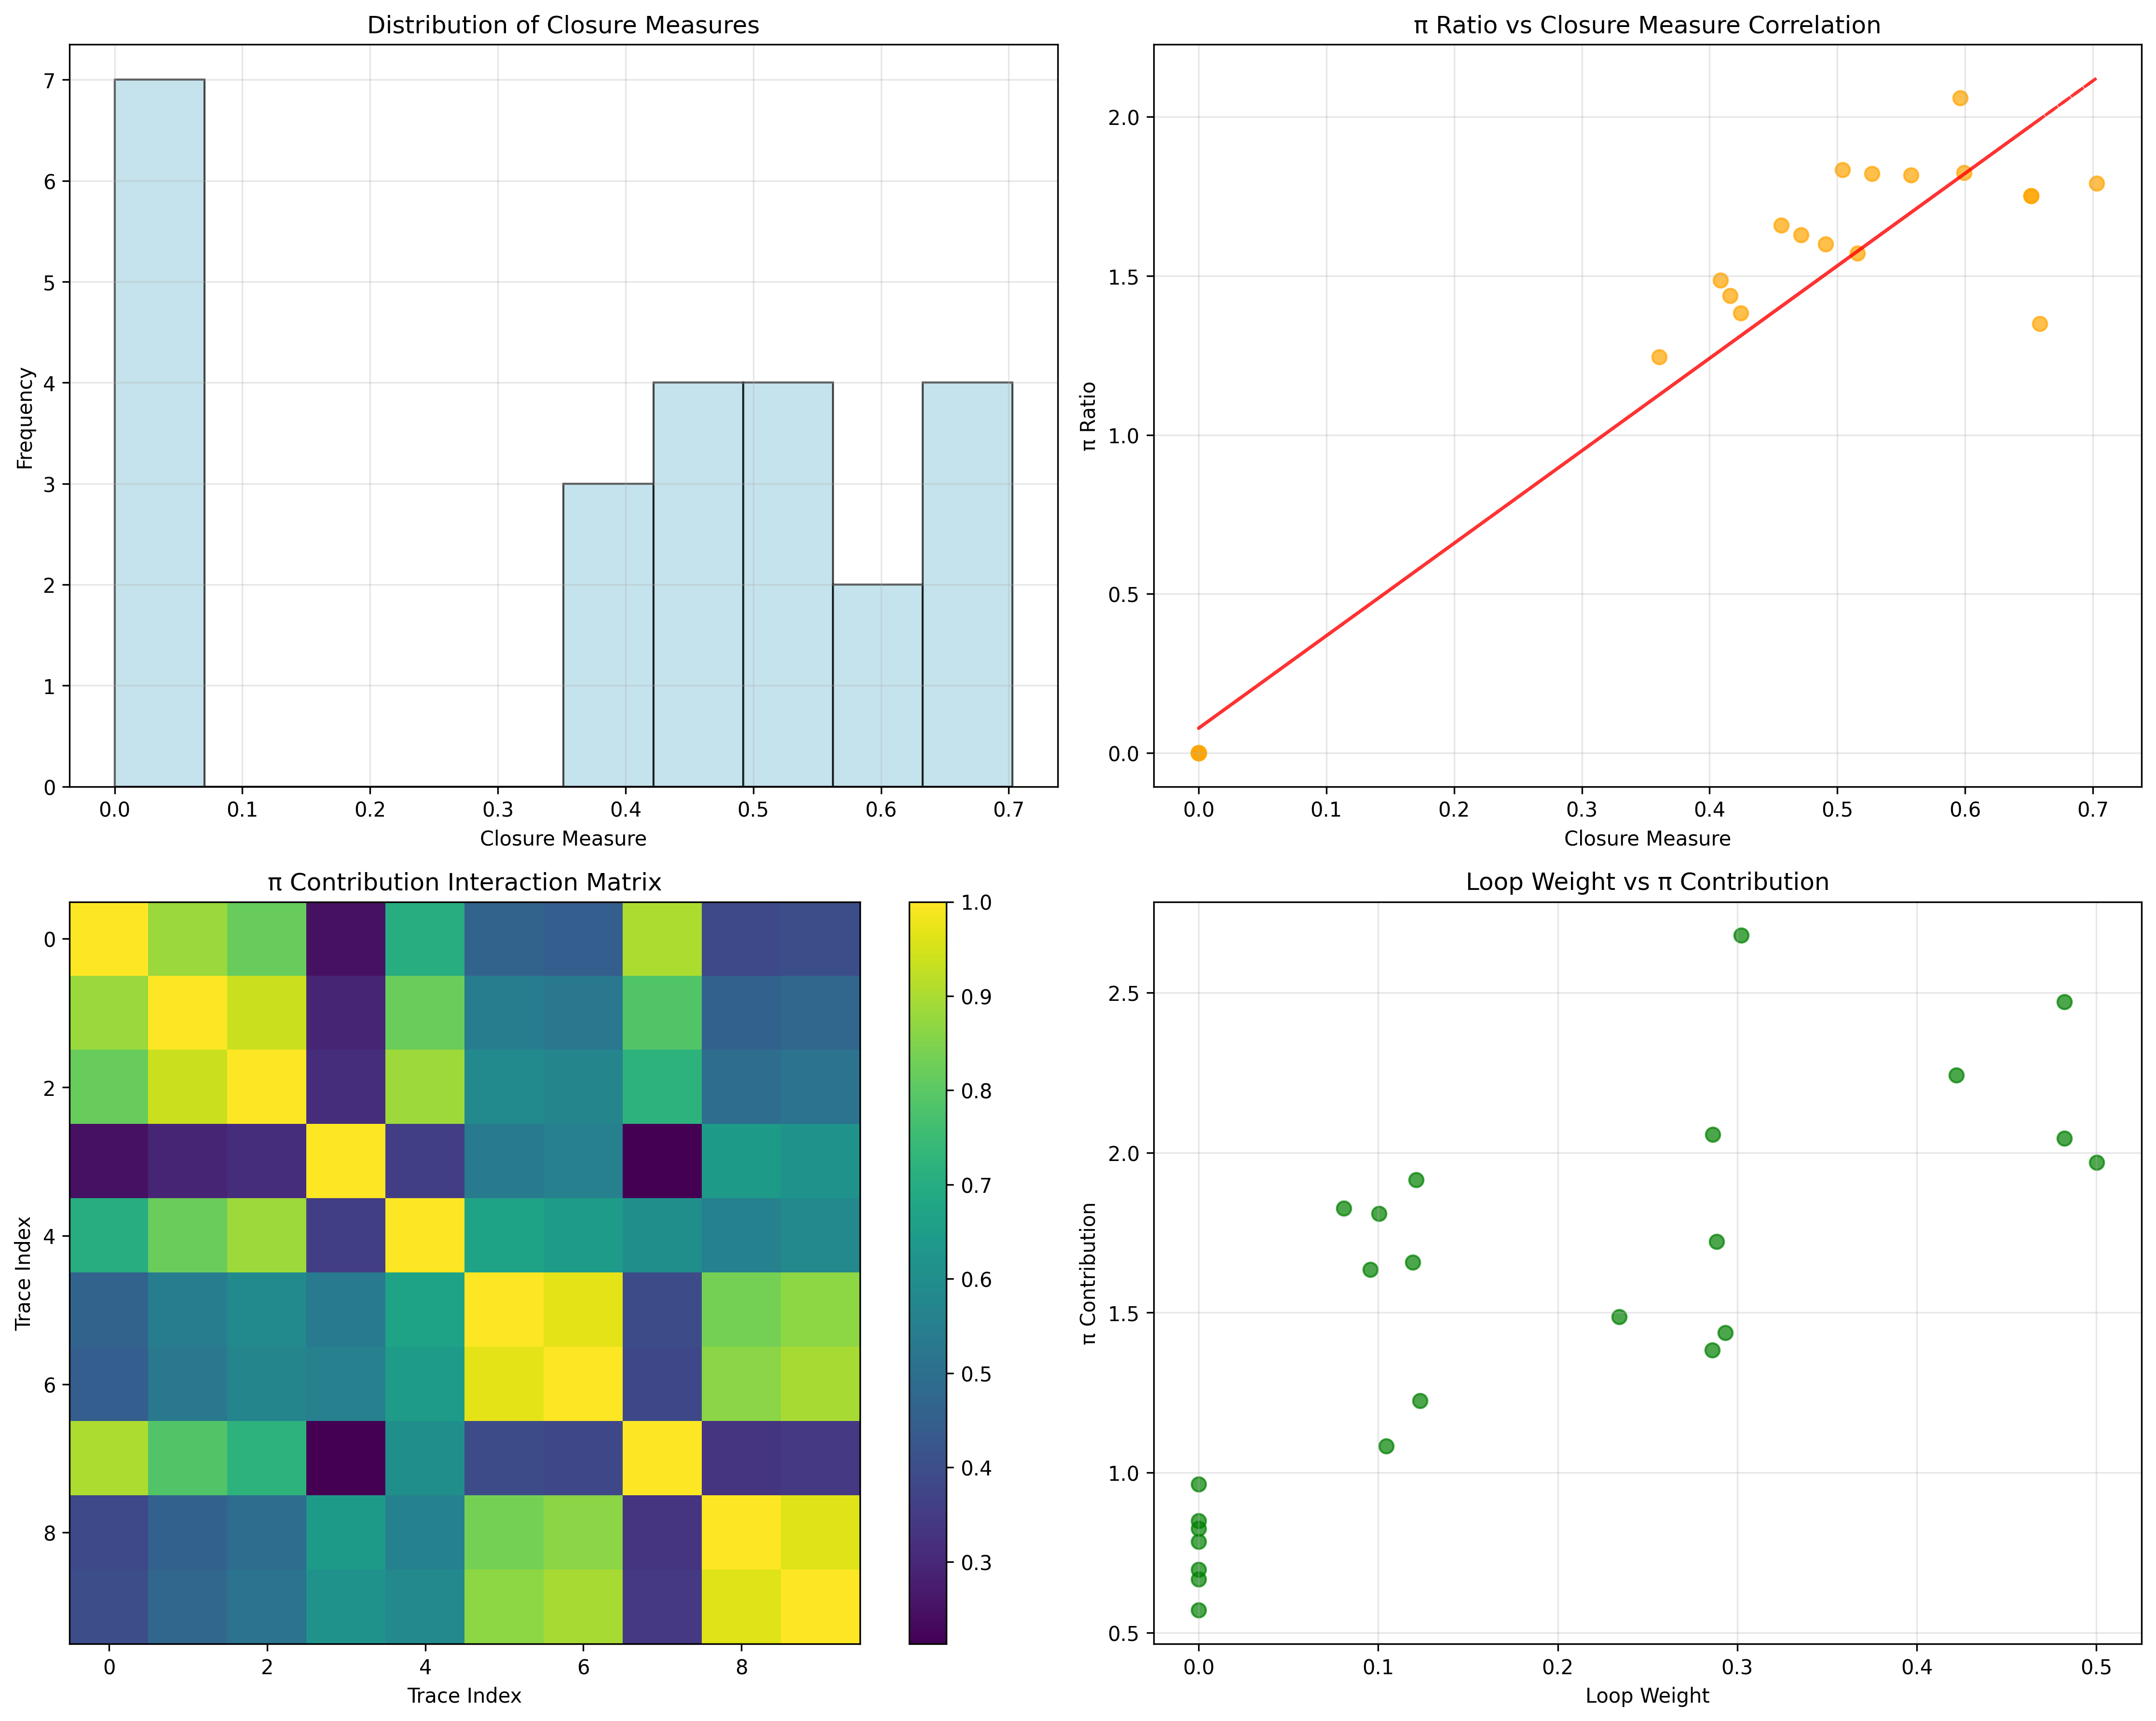 Distribution of Closure Measures
7
6
5
4
3
2
1
0
Frequency
0.0 0.1 0.2 0.3 0.4 0.5 0.6 0.7
Closure Measure
π Ratio vs Closure Measure Correlation
2.0
1.5
1.0
0.5
0.0
π Ratio
0.0 0.1 0.2 0.3 0.4 0.5 0.6 0.7
Closure Measure
π Contribution Interaction Matrix
0
2
4
6
8
Trace Index
0 2 4 6 8
Trace Index
1.0
0.9
0.8
0.7
0.6
0.5
0.4
0.3
Loop Weight vs π Contribution
2.5
2.0
1.5
1.0
0.5
π Contribution
0.0 0.1 0.2 0.3 0.4 0.5
Loop Weight